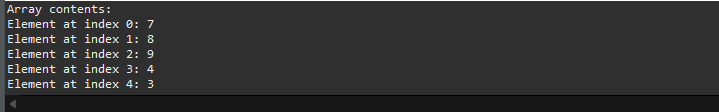 Array contents:
Element at index 0: 7
Element at index 1: 8
Element at index 2: 9
Element at index 3: 4
Element at index 4: 3